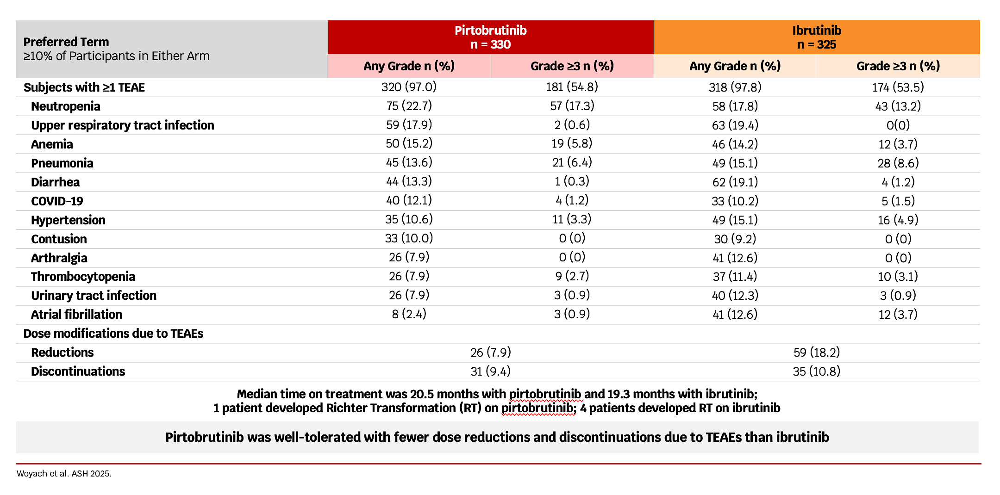 Preferred Term
≥10% of Participants in Either Arm
Pirtobrutinib
n = 330
Ibrutinib
n = 325
Any Grade n (%) Grade ≥3 n (%) Any Grade n (%) Grade ≥3 n (%)
Subjects with ≥1 TEAE 320 (97.0) 181 (54.8) 318 (97.8) 174 (53.5)
Neutropenia 75 (22.7) 57 (17.3) 58 (17.8) 43 (13.2)
Upper respiratory tract infection 59 (17.9) 2 (0.6) 63 (19.4) 0(0)
Anemia 50 (15.2) 19 (5.8) 46 (14.2) 12 (3.7)
Pneumonia 45 (13.6) 21 (6.4) 49 (15.1) 28 (8.6)
Diarrhea 44 (13.3) 1 (0.3) 62 (19.1) 4 (1.2)
COVID-19 40 (12.1) 4 (1.2) 33 (10.2) 5 (1.5)
Hypertension 35 (10.6) 11 (3.3) 49 (15.1) 16 (4.9)
Contusion 33 (10.0) 0 (0) 30 (9.2) 0 (0)
Arthralgia 26 (7.9) 0 (0) 41 (12.6) 0 (0)
Thrombocytopenia 26 (7.9) 9 (2.7) 37 (11.4) 10 (3.1)
Urinary tract infection 26 (7.9) 3 (0.9) 40 (12.3) 3 (0.9)
Atrial fibrillation 8 (2.4) 3 (0.9) 41 (12.6) 12 (3.7)
Dose modifications due to TEAEs
Reductions 26 (7.9) 59 (18.2)
Discontinuations 31 (9.4) 35 (10.8)
Median time on treatment was 20.5 months with pirtobrutinib and 19.3 months with ibrutinib;
1 patient developed Richter Transformation (RT) on pirtobrutinib; 4 patients developed RT on ibrutinib
Pirtobrutinib was well-tolerated with fewer dose reductions and discontinuations due to TEAEs than ibrutinib
Woyach et al. ASH 2025.